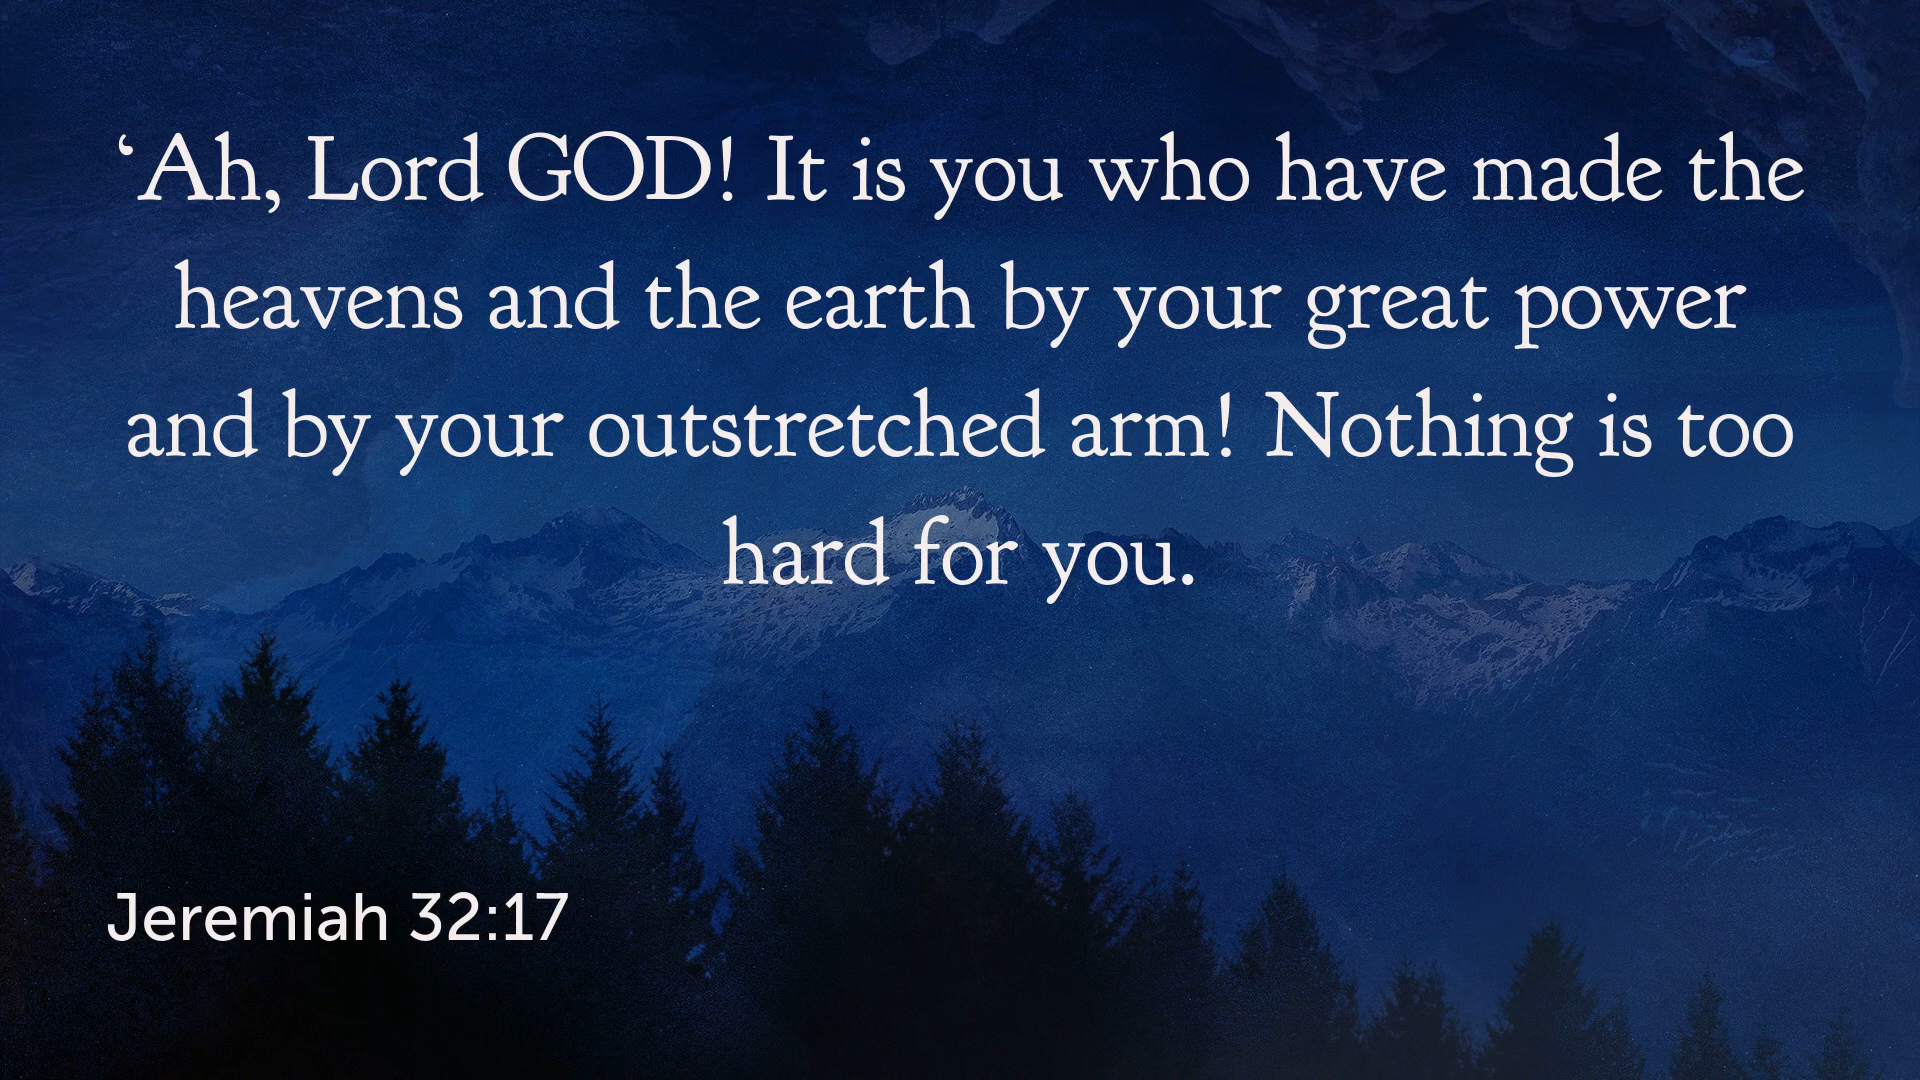 ‘Ah, Lord GOD! It is you who have made the
heavens and the earth by your great power
and by your outstretched arm! Nothing is too
hard for you.
Jeremiah 32:17